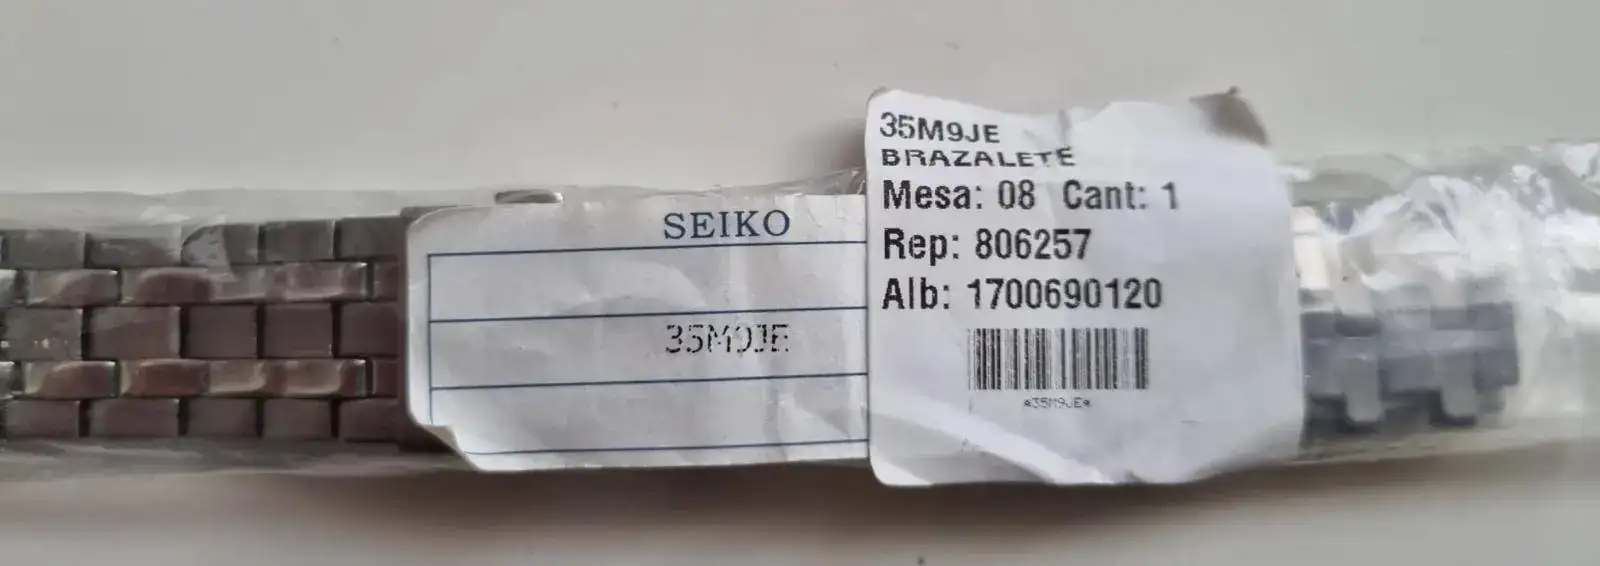 SEIKO
35M9JE
35M9JE
BRAZALETE
Mesa: 08 Cant: 1
Rep: 806257
Alb: 1700690120
*35M9JE*